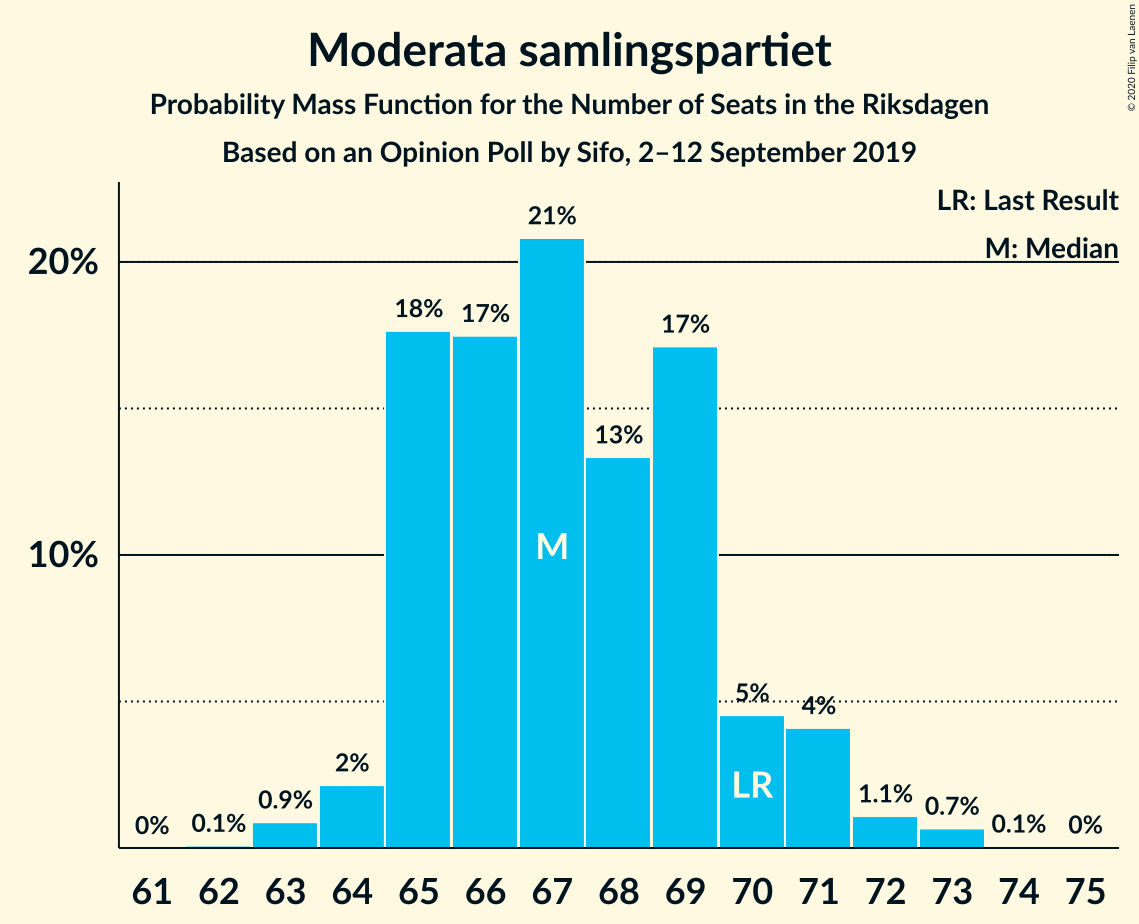 Moderata samlingspartiet
Probability Mass Function for the Number of Seats in the Riksdagen
Based on an Opinion Poll by Sifo, 2–12 September 2019
© 2020 Filip van Laenen
LR: Last Result
M: Median
20%
10%
0%
0.1%
0.9%
2%
18%
17%
21%
13%
17%
5%
4%
1.1%
0.7%
0.1%
0%
M
LR
61 62 63 64 65 66 67 68 69 70 71 72 73 74 75